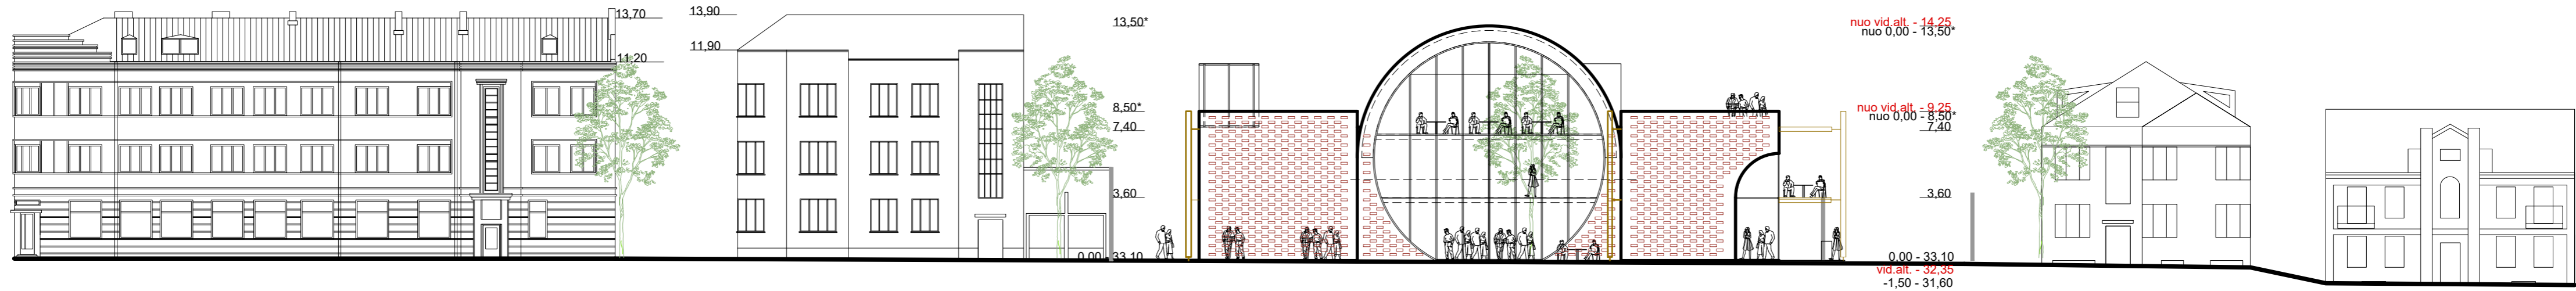 13,70
11,20
13,90
11,90
13,50*
8,50*
7,40
3,60
0,00 33,10
nuo vid.alt. - 14,25
nuo 0,00 - 13,50*
nuo vid.alt. - 9,25
nuo 0,00 - 8,50*
7,40
3,60
0,00 - 33,10
vid.alt. - 32,35
-1,50 - 31,60